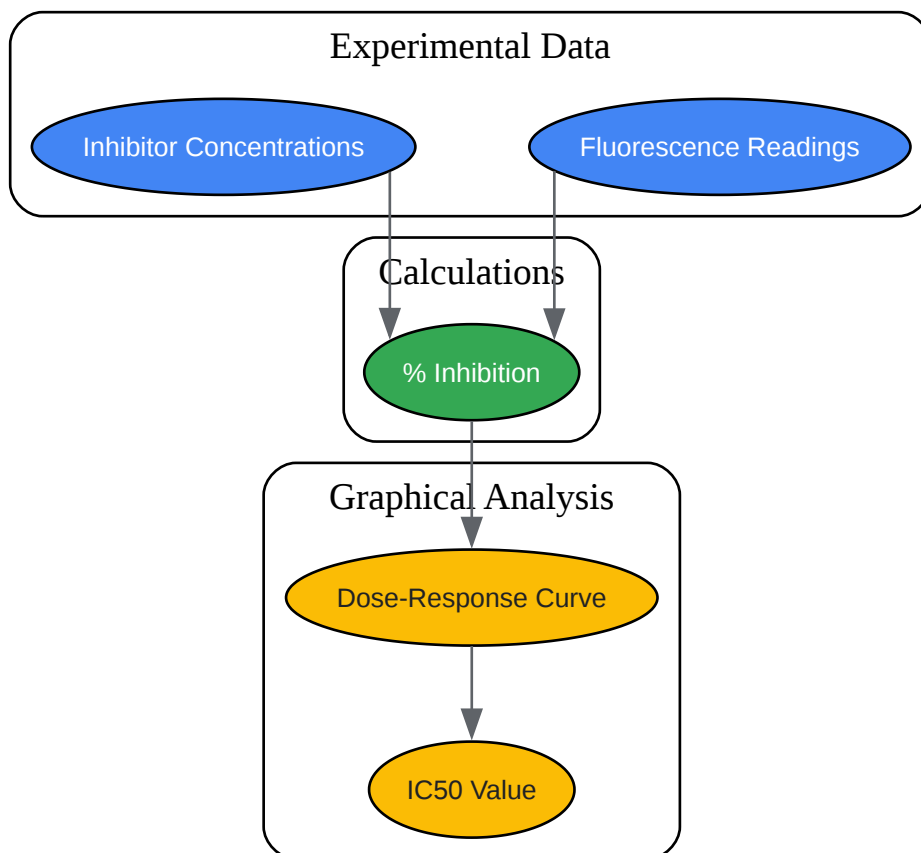 Experimental Data
Inhibitor Concentrations
Fluorescence Readings
Calculations
% Inhibition
Graphical Analysis
Dose-Response Curve
IC50 Value